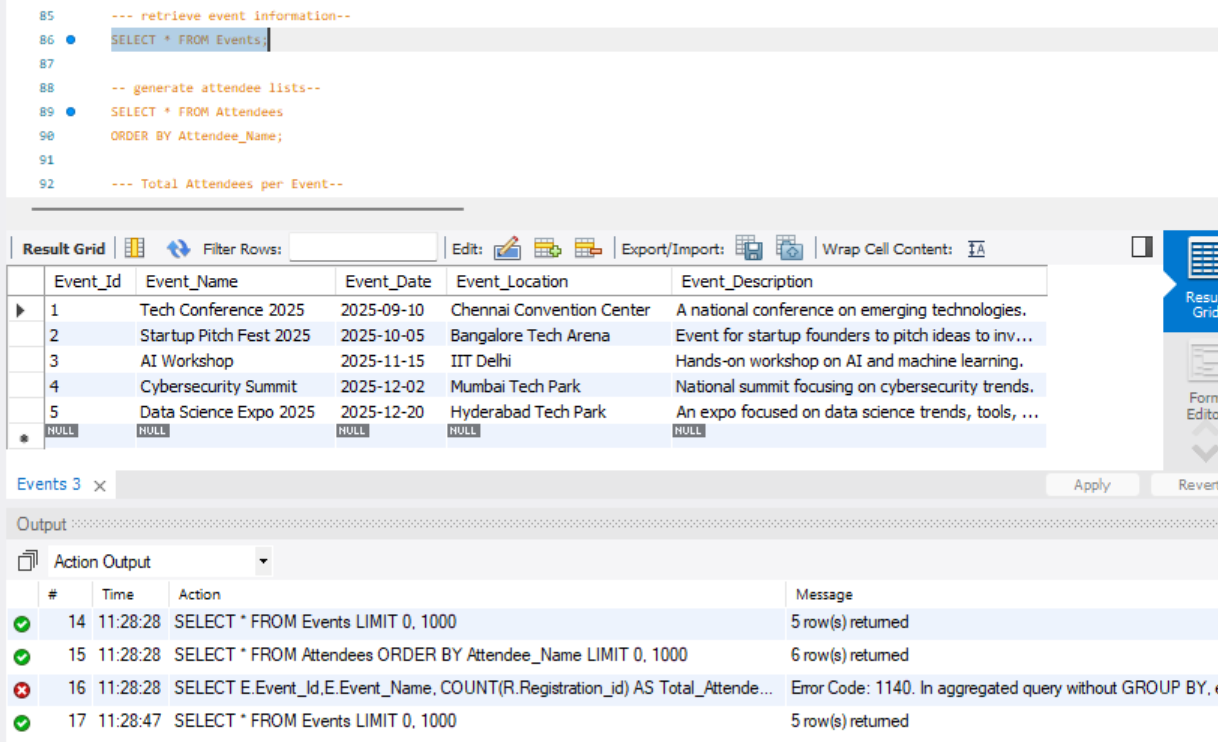 85 --- retrieve event information--
86 SELECT * FROM Events;
87
88 -- generate attendee lists--
89 SELECT * FROM Attendees
90 ORDER BY Attendee_Name;
91
92 --- Total Attendees per Event--
Result Grid Filter Rows: Edit: Export/Import: Wrap Cell Content: IA
Event_Id Event_Name Event_Date Event_Location Event_Description
1 Tech Conference 2025 2025-09-10 Chennai Convention Center A national conference on emerging technologies.
2 Startup Pitch Fest 2025 2025-10-05 Bangalore Tech Arena Event for startup founders to pitch ideas to inv...
3 AI Workshop 2025-11-15 IIT Delhi Hands-on workshop on AI and machine learning.
4 Cybersecurity Summit 2025-12-02 Mumbai Tech Park National summit focusing on cybersecurity trends.
5 Data Science Expo 2025 2025-12-20 Hyderabad Tech Park An expo focused on data science trends, tools, ...
NULL NULL NULL NULL NULL
Resu
Grid
Form
Edito
Events 3 Apply Revert
Output
Action Output
# Time Action Message
14 11:28:28 SELECT * FROM Events LIMIT 0, 1000 5 row(s) returned
15 11:28:28 SELECT * FROM Attendees ORDER BY Attendee_Name LIMIT 0, 1000 6 row(s) returned
16 11:28:28 SELECT E.Event_Id,E.Event_Name, COUNT(R.Registration_id) AS Total_Attende... Error Code: 1140. In aggregated query without GROUP BY, e
17 11:28:47 SELECT * FROM Events LIMIT 0, 1000 5 row(s) returned